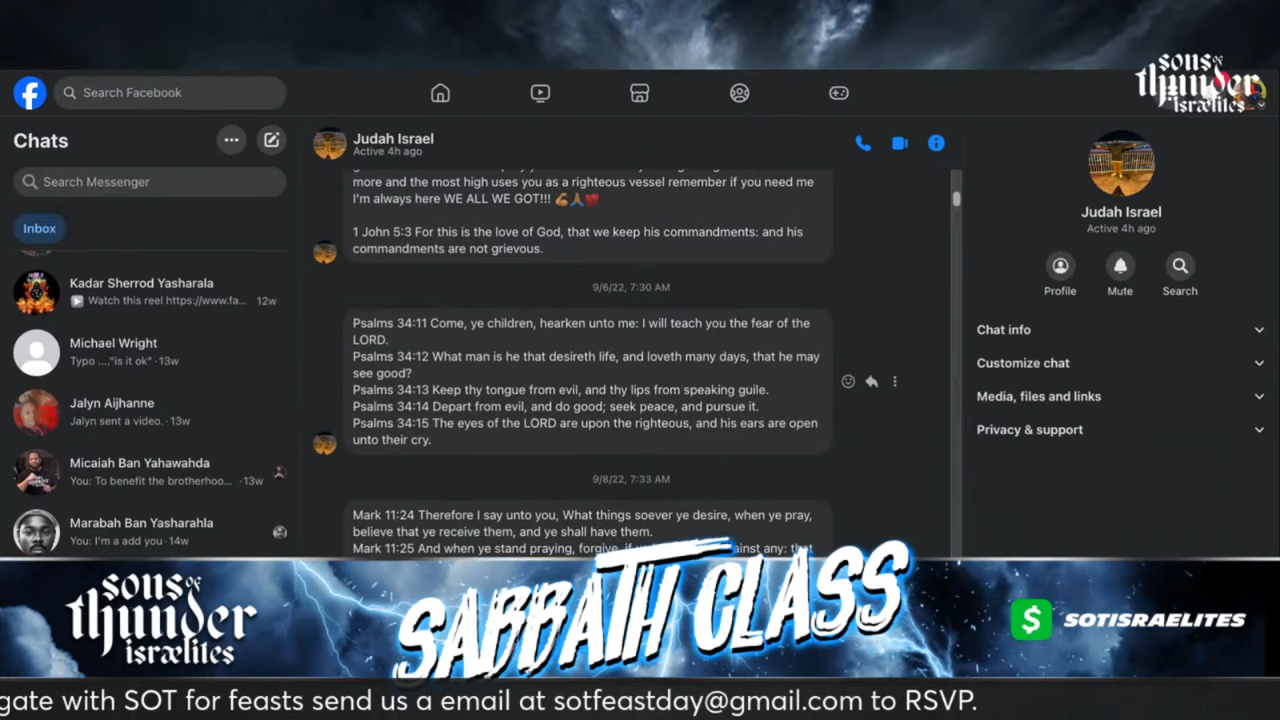 sons of
thunder
israelites
Search Facebook
Chats
Search Messenger
Inbox
Kadar Sherrod Yasharala
Watch this reel https://www.fa... 12w
Michael Wright
Typo ...."is it ok" · 13w
Jalyn Aijhanne
Jalyn sent a video. · 13w
Micaiah Ban Yahawahda
You: To benefit the brotherhoo... · 13w
Marabah Ban Yasharahla
You: I'm a add you · 14w
Judah Israel
Active 4h ago
more and the most high uses you as a righteous vessel remember if you need
me I'm always here WE ALL WE GOT!!! 💪🏾🙏🏾💯
1 John 5:3 For this is the love of God, that we keep his commandments: and his
commandments are not grievous.
9/6/22, 7:30 AM
Psalms 34:11 Come, ye children, hearken unto me: I will teach you the fear of the
LORD.
Psalms 34:12 What man is he that desireth life, and loveth many days, that he may
see good?
Psalms 34:13 Keep thy tongue from evil, and thy lips from speaking guile.
Psalms 34:14 Depart from evil, and do good; seek peace, and pursue it.
Psalms 34:15 The eyes of the LORD are upon the righteous, and his ears are open
unto their cry.
9/8/22, 7:33 AM
Mark 11:24 Therefore I say unto you, What things soever ye desire, when ye pray,
believe that ye receive them, and ye shall have them.
Mark 11:25 And when ye stand praying, forgive, if any: that
Judah Israel
Active 4h ago
Profile
Mute
Search
Chat info
Customize chat
Media, files and links
Privacy & support
sons of
thunder
israelites
SABBATH CLASS
$ SOTISRAELITES
gate with SOT for feasts send us a email at sotfeastday@gmail.com to RSVP.